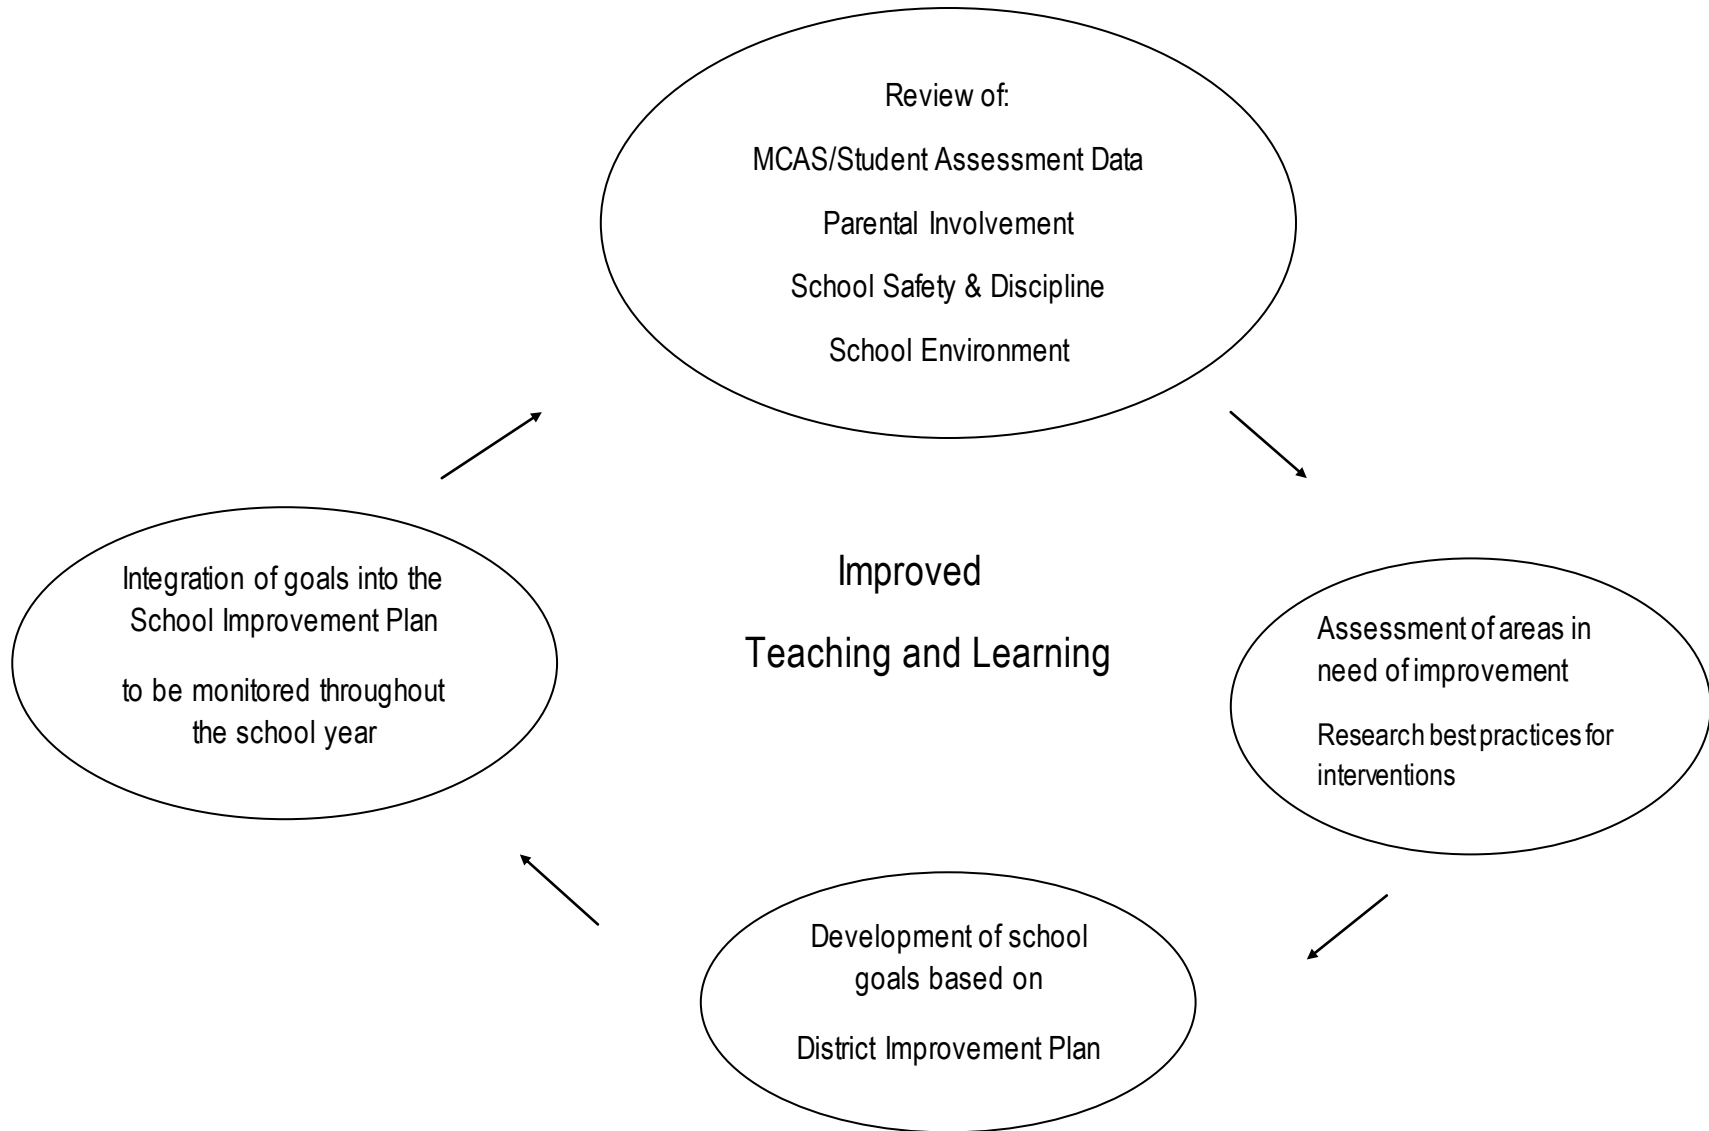 Review of:
MCAS/Student Assessment Data
Parental Involvement
School Safety & Discipline
School Environment
Integration of goals into the
School Improvement Plan
to be monitored throughout
the school year
Improved
Teaching and Learning
Assessment of areas in
need of improvement
Research best practices for
interventions
Development of school
goals based on
District Improvement Plan